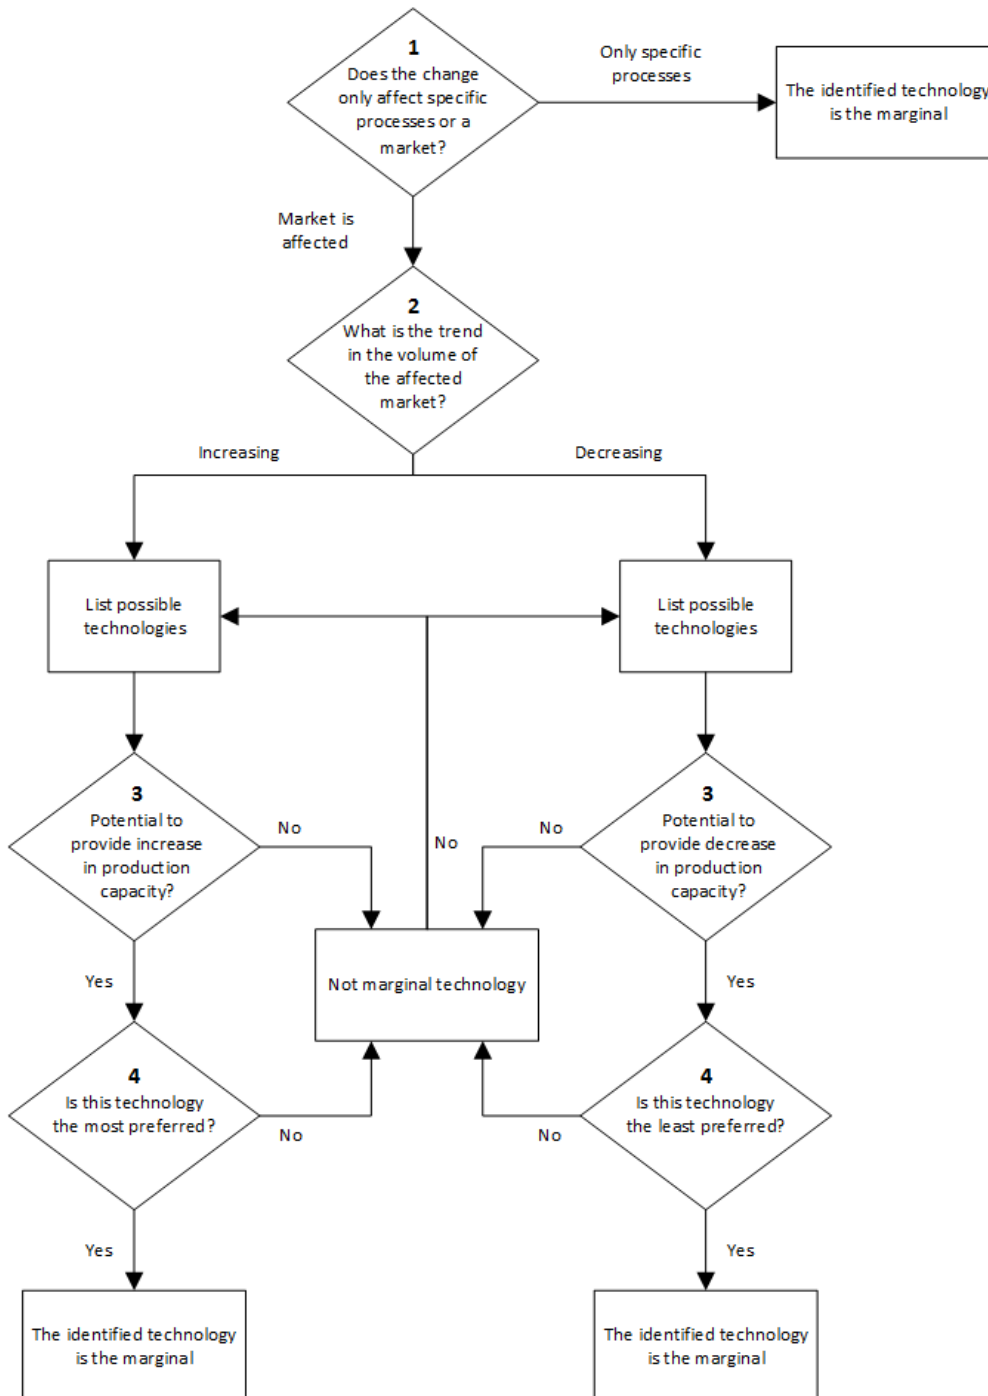 1
Does the change
only affect specific
processes or a
market?
Only specific
processes
The identified technology
is the marginal
Market is
affected
2
What is the trend
in the volume of
the affected
market?
Increasing
Decreasing
List possible
technologies
List possible
technologies
3
Potential to
provide increase
in production
capacity?
No
No
No
3
Potential to
provide decrease
in production
capacity?
Yes
Not marginal technology
Yes
4
Is this technology
the most preferred?
No
No
4
Is this technology
the least preferred?
Yes
Yes
The identified technology
is the marginal
The identified technology
is the marginal